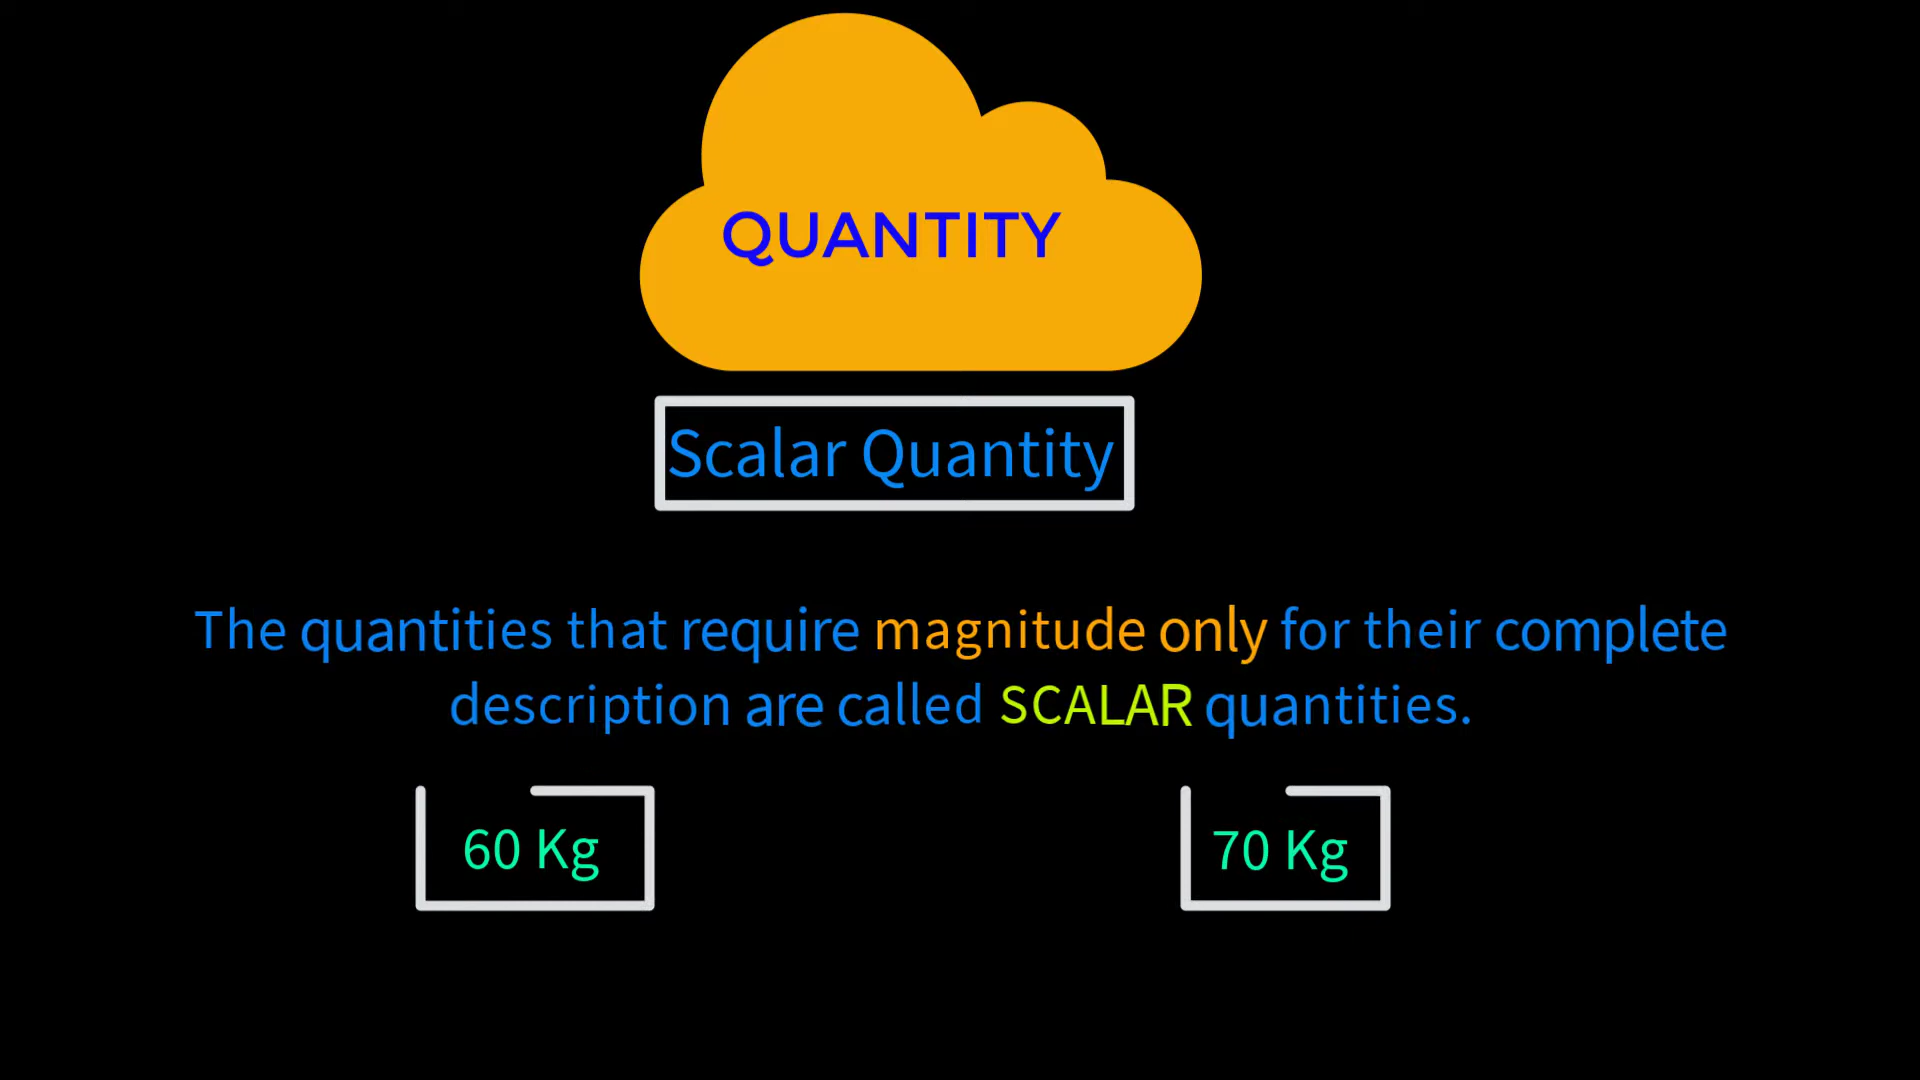 QUANTITY
Scalar Quantity
The quantities that require magnitude only for their complete
description are called SCALAR quantities.
60 Kg
70 Kg